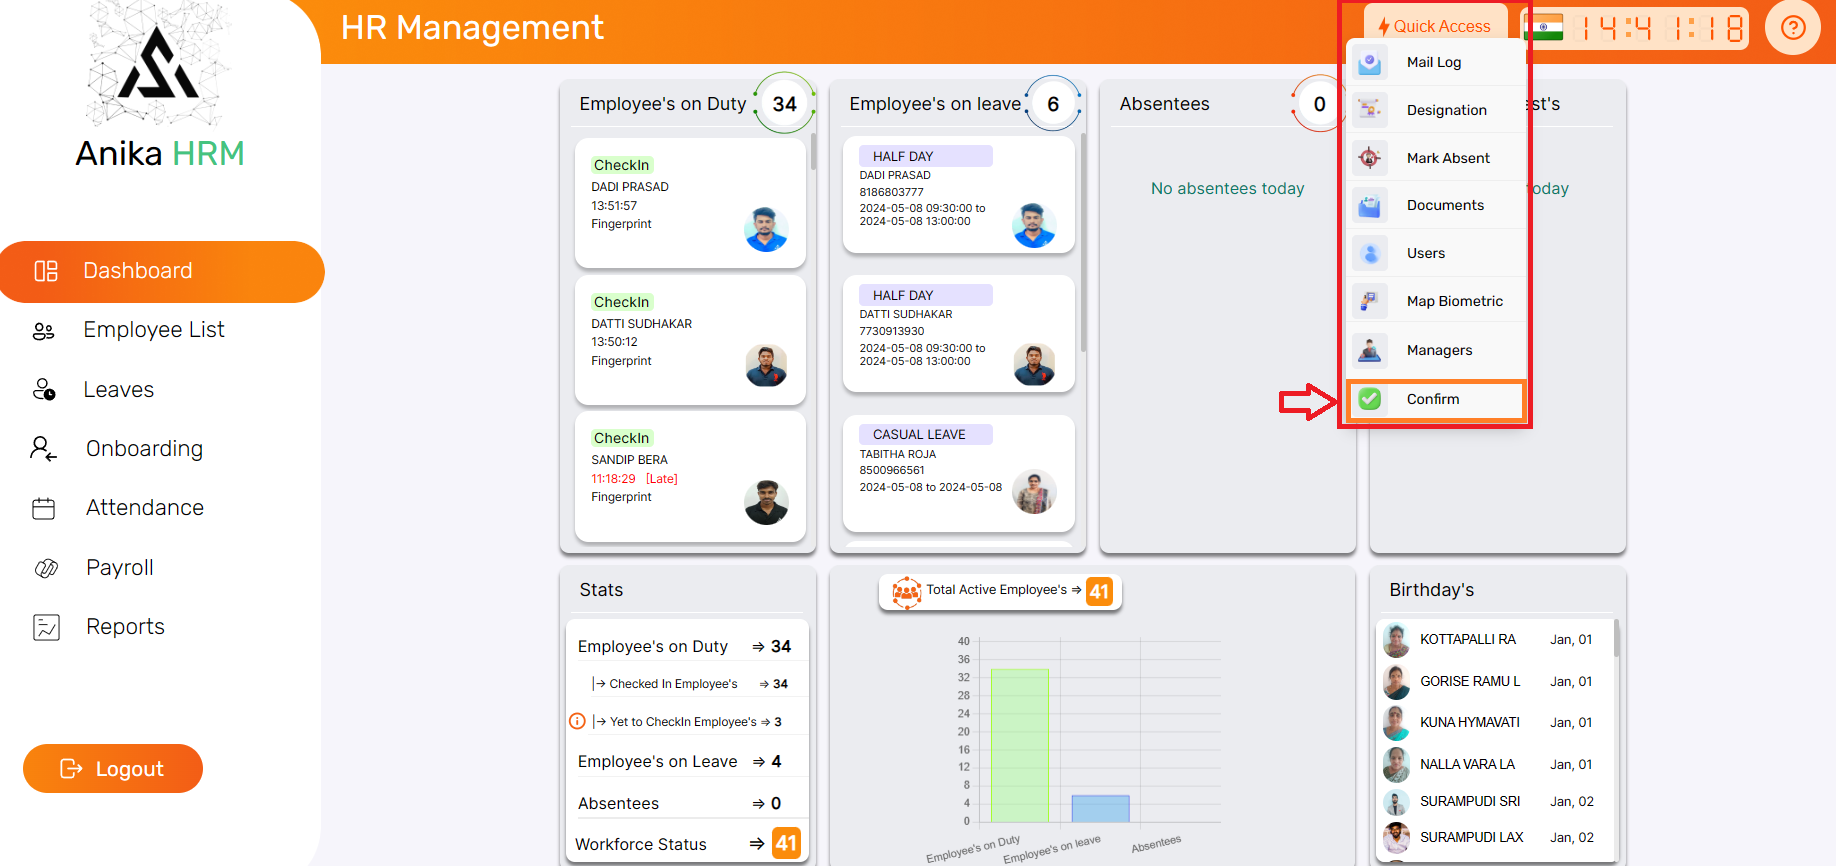 HR Management
Quick Access
14:41:18
Anika HRM
Dashboard
Employee List
Leaves
Onboarding
Attendance
Payroll
Reports
Logout
Employee's on Duty 34
CheckIn
DADI PRASAD
13:51:57
Fingerprint
CheckIn
DATTI SUDHAKAR
13:50:12
Fingerprint
CheckIn
SANDIP BERA
11:18:29 [Late]
Fingerprint
Employee's on leave 6
HALF DAY
DADI PRASAD
8186803777
2024-05-08 09:30:00 to
2024-05-08 13:00:00
HALF DAY
DATTI SUDHAKAR
7730913930
2024-05-08 09:30:00 to
2024-05-08 13:00:00
CASUAL LEAVE
TABITHA ROJA
8500966561
2024-05-08 to 2024-05-08
Absentees 0
No absentees today
st's
today
Mail Log
Designation
Mark Absent
Documents
Users
Map Biometric
Managers
Confirm
Stats
Employee's on Duty ⇒ 34
|→ Checked In Employee's ⇒ 34
|→ Yet to CheckIn Employee's ⇒ 3
Employee's on Leave ⇒ 4
Absentees ⇒ 0
Workforce Status ⇒ 41
Total Active Employee's ⇒ 41
40
36
32
28
24
20
16
12
8
4
0
Employee's on Duty
Employee's on leave
Absentees
Birthday's
KOTTAPALLI RA Jan, 01
GORISE RAMU L Jan, 01
KUNA HYMAVATI Jan, 01
NALLA VARA LA Jan, 01
SURAMPUDI SRI Jan, 02
SURAMPUDI LAX Jan, 02